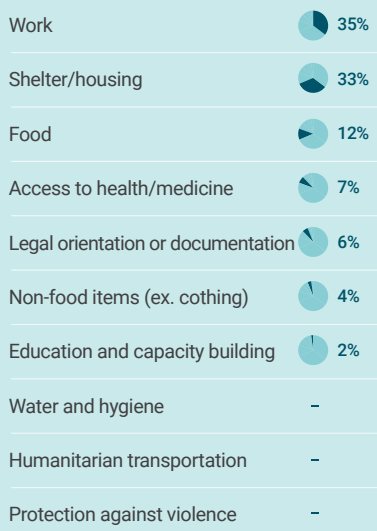 Work 35%
Shelter/housing 33%
Food 12%
Access to health/medicine 7%
Legal orientation or documentation 6%
Non-food items (ex. cothing) 4%
Education and capacity building 2%
Water and hygiene –
Humanitarian transportation –
Protection against violence –